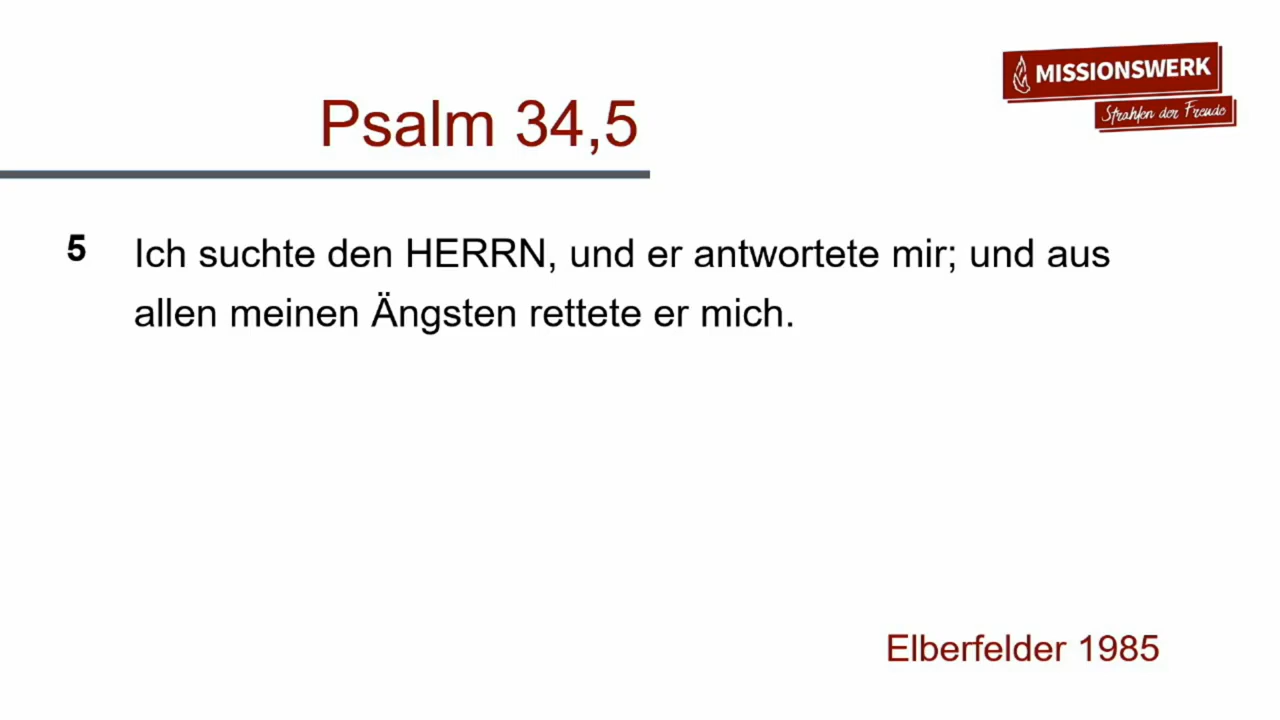 MISSIONSWERK
Strahlen der Freude
Psalm 34,5
5 Ich suchte den HERRN, und er antwortete mir; und aus
allen meinen Ängsten rettete er mich.
Elberfelder 1985